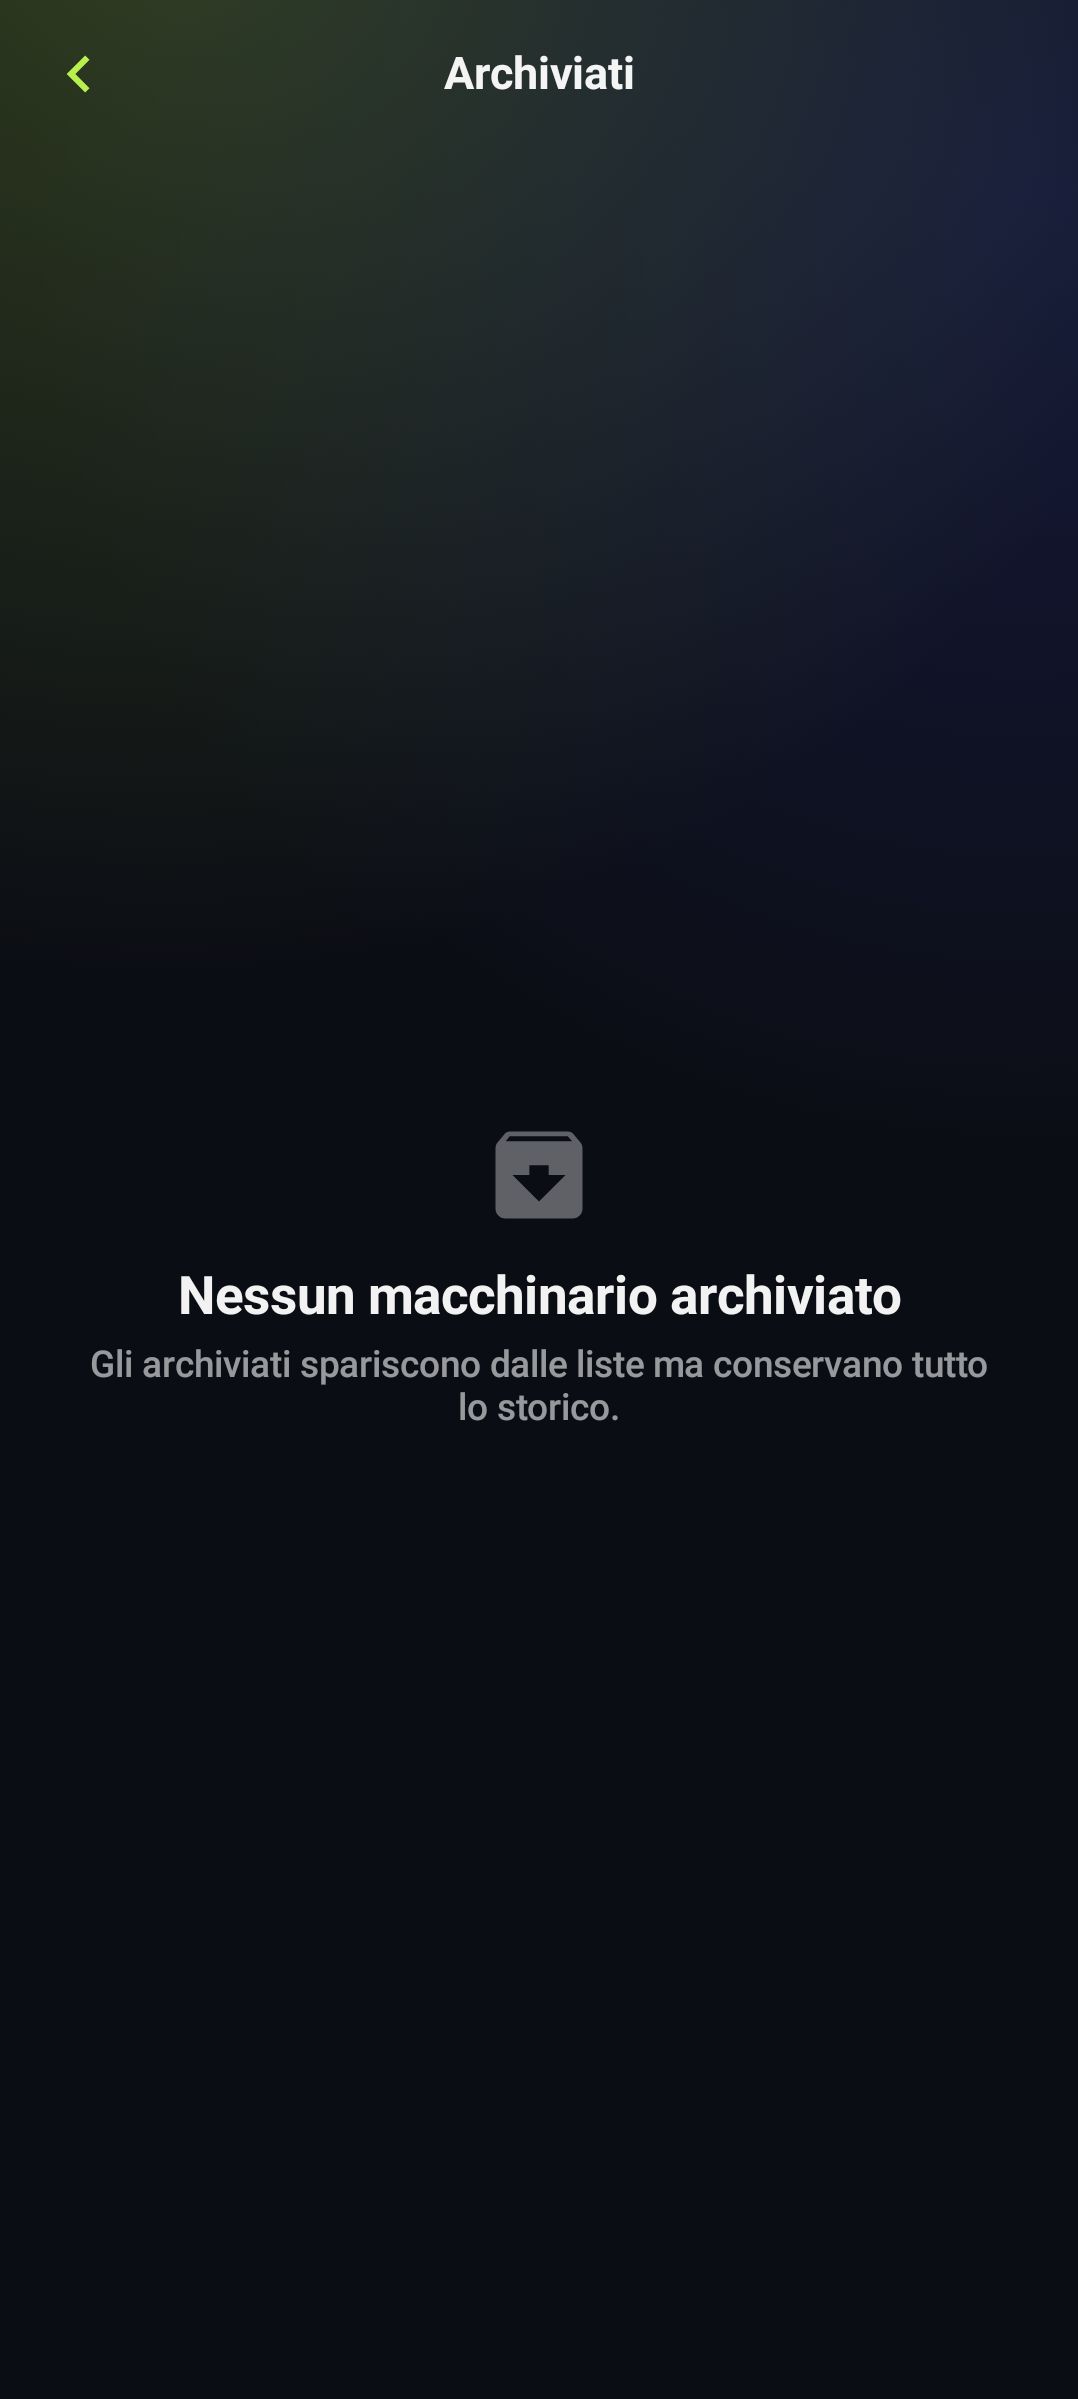 Archiviati
Nessun macchinario archiviato
Gli archiviati spariscono dalle liste ma conservano tutto
lo storico.